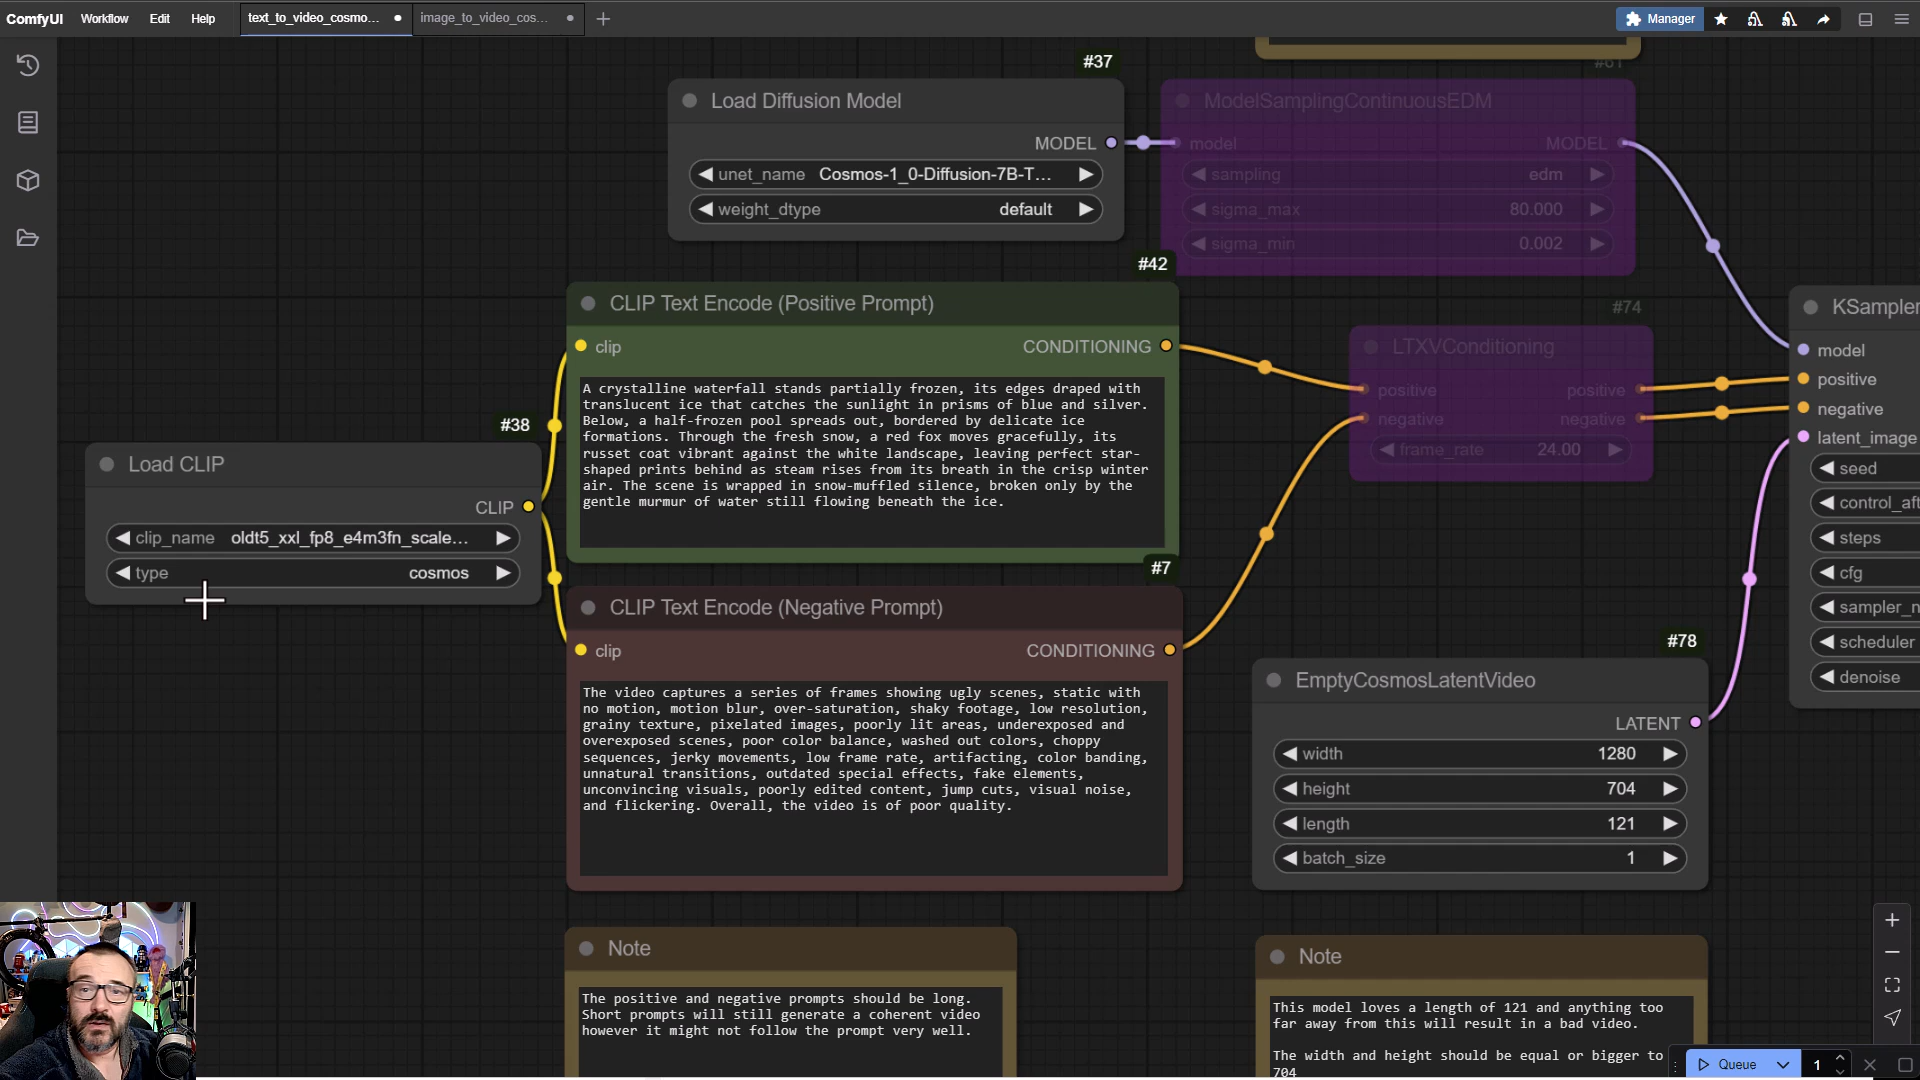 ComfyUI Workflow Edit Help text_to_video_cosmo... image_to_video_cos... Manager
#37
Load Diffusion Model
MODEL
unet_name Cosmos-1_0-Diffusion-7B-T...
weight_dtype default
#61
ModelSamplingContinuousEDM
model MODEL
sampling edm
sigma_max 80.000
sigma_min 0.002
#42
CLIP Text Encode (Positive Prompt)
clip CONDITIONING
A crystalline waterfall stands partially frozen, its edges draped with
translucent ice that catches the sunlight in prisms of blue and silver.
Below, a half-frozen pool spreads out, bordered by delicate ice
formations. Through the fresh snow, a red fox moves gracefully, its
russet coat vibrant against the white landscape, leaving perfect star-
shaped prints behind as steam rises from its breath in the crisp winter
air. The scene is wrapped in snow-muffled silence, broken only by the
gentle murmur of water still flowing beneath the ice.
#74
LTXVConditioning
positive positive
negative negative
frame_rate 24.00
KSampler
model
positive
negative
latent_image
seed
control_aft
steps
cfg
sampler_n
scheduler
denoise
#38
Load CLIP
CLIP
clip_name oldt5_xxl_fp8_e4m3fn_scale...
type cosmos
#7
CLIP Text Encode (Negative Prompt)
clip CONDITIONING
The video captures a series of frames showing ugly scenes, static with
no motion, motion blur, over-saturation, shaky footage, low resolution,
grainy texture, pixelated images, poorly lit areas, underexposed and
overexposed scenes, poor color balance, washed out colors, choppy
sequences, jerky movements, low frame rate, artifacting, color banding,
unnatural transitions, outdated special effects, fake elements,
unconvincing visuals, poorly edited content, jump cuts, visual noise,
and flickering. Overall, the video is of poor quality.
#78
EmptyCosmosLatentVideo
LATENT
width 1280
height 704
length 121
batch_size 1
Note
The positive and negative prompts should be long.
Short prompts will still generate a coherent video
however it might not follow the prompt very well.
Note
This model loves a length of 121 and anything too
far away from this will result in a bad video.
The width and height should be equal or bigger to
704
Queue 1